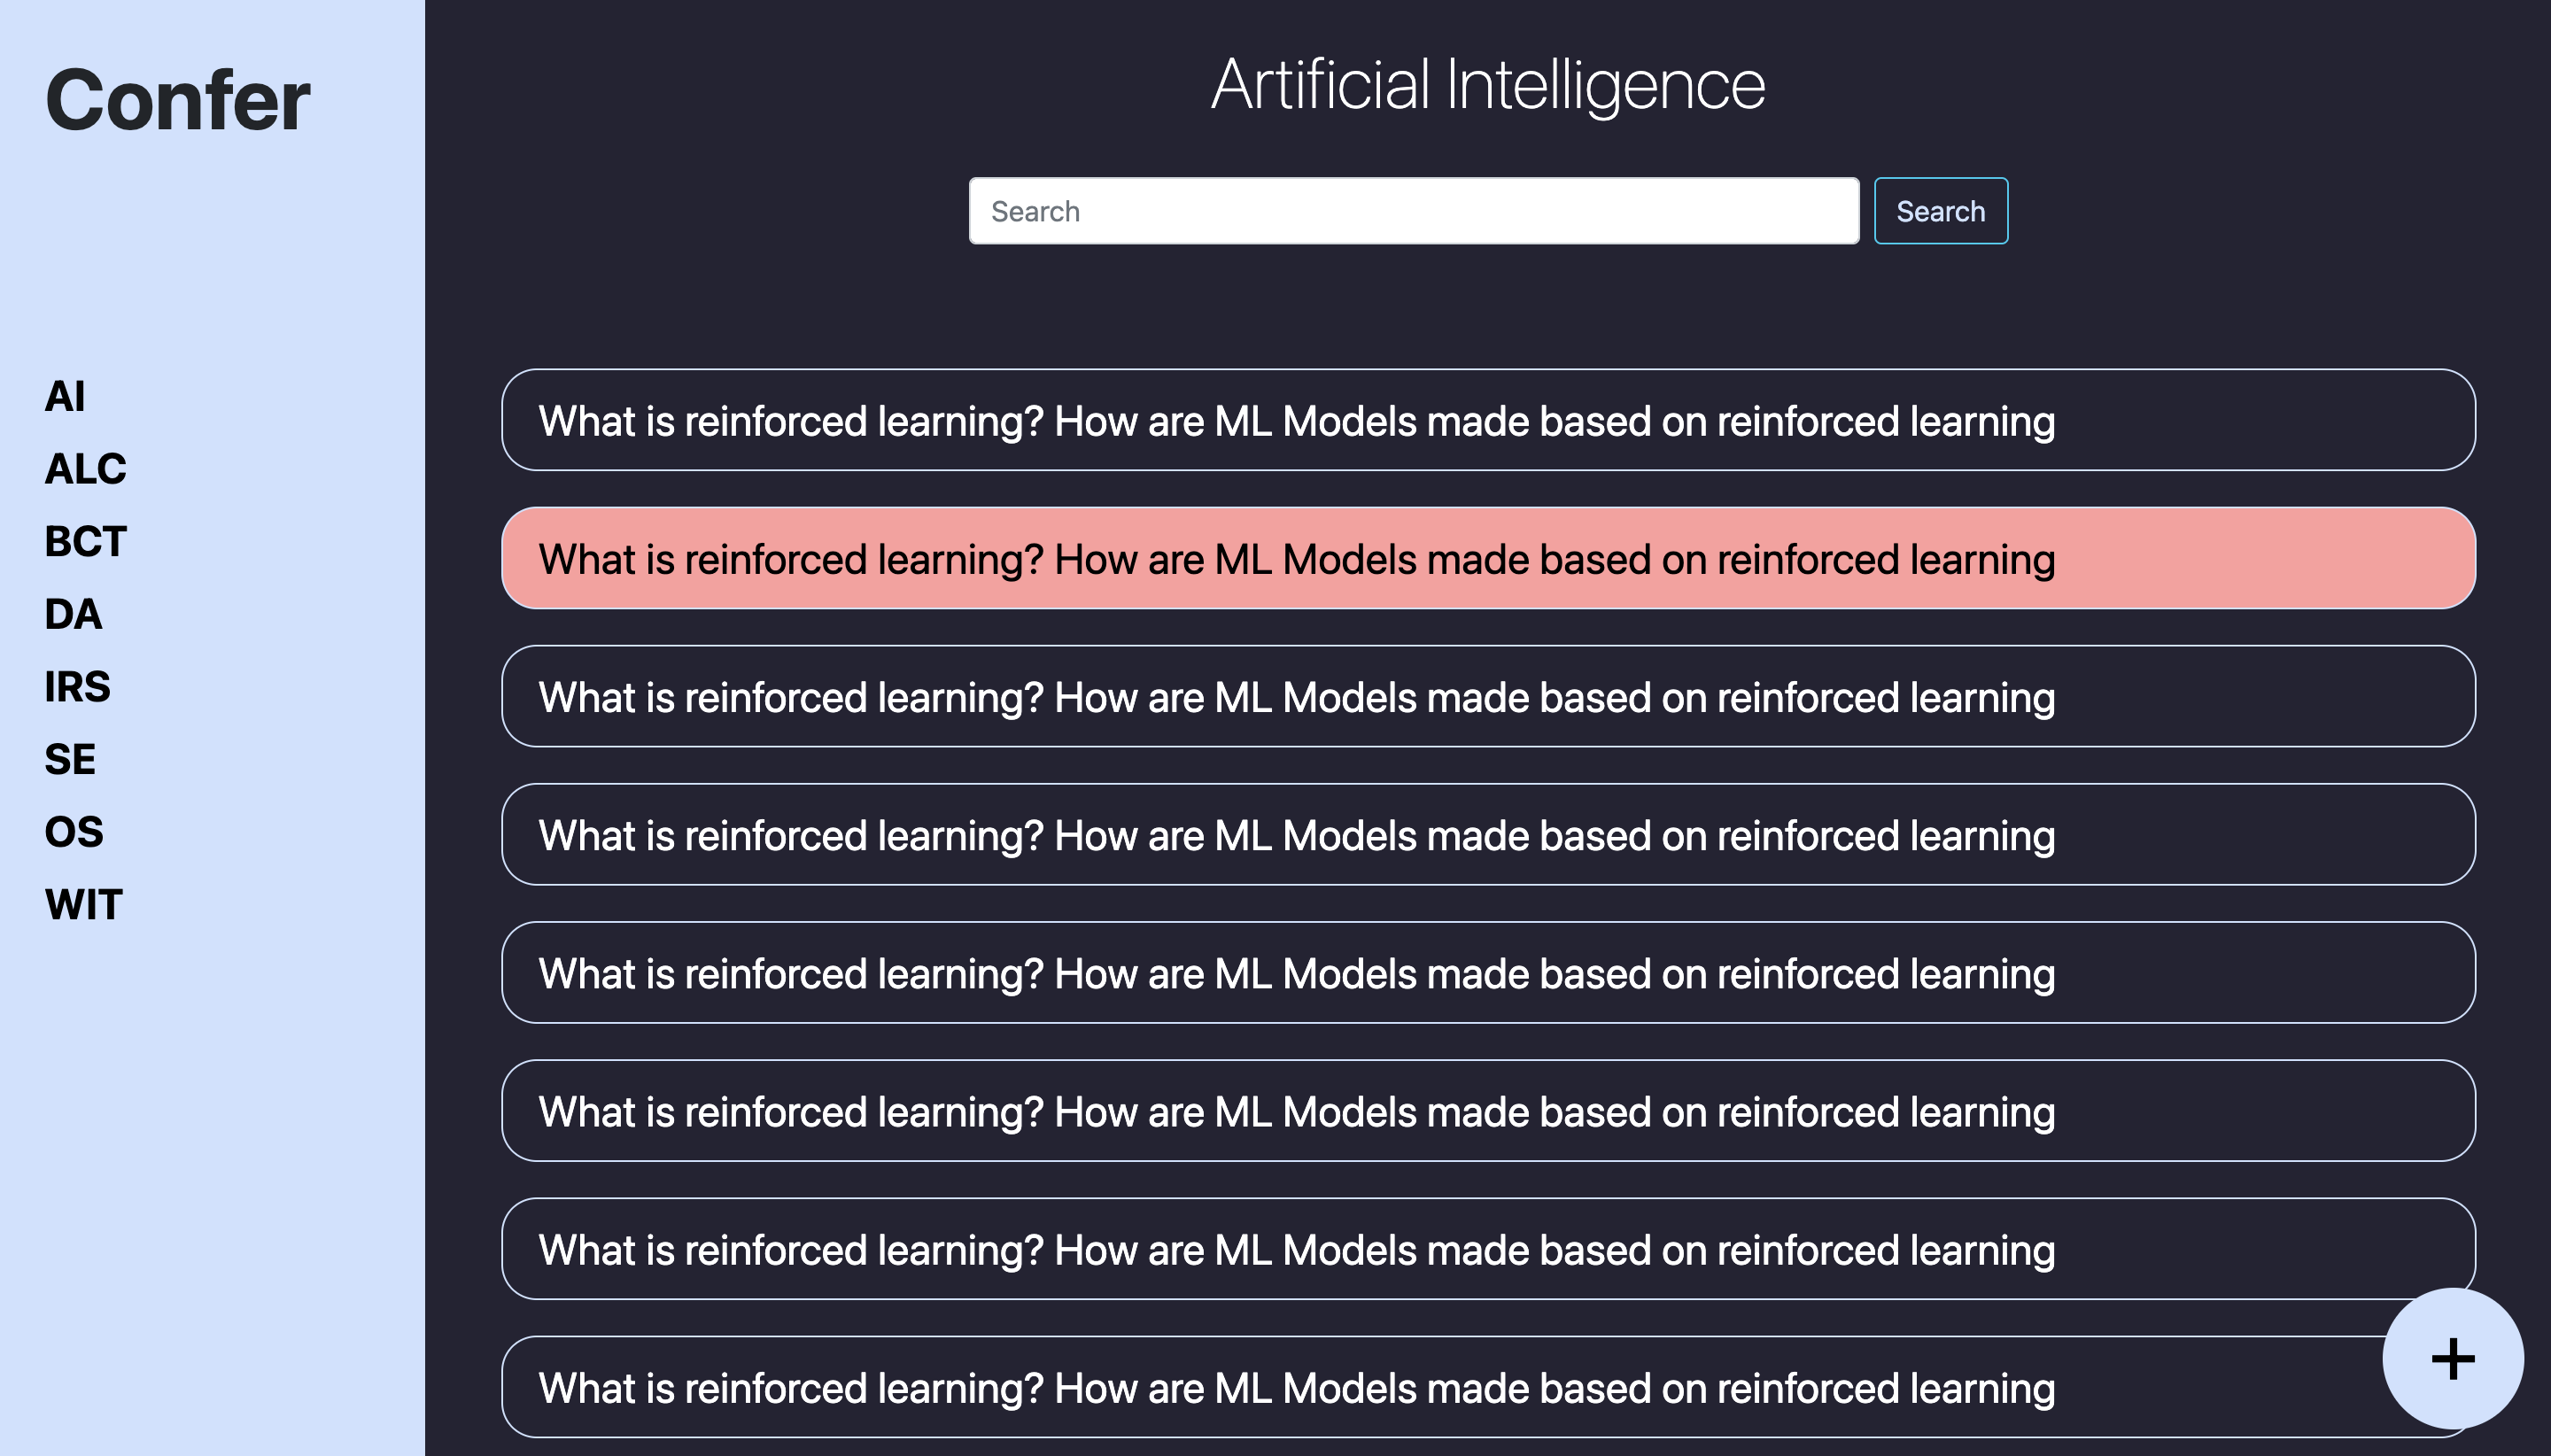 Confer
AI
ALC
BCT
DA
IRS
SE
OS
WIT
Artificial Intelligence
Search
Search
What is reinforced learning? How are ML Models made based on reinforced learning
What is reinforced learning? How are ML Models made based on reinforced learning
What is reinforced learning? How are ML Models made based on reinforced learning
What is reinforced learning? How are ML Models made based on reinforced learning
What is reinforced learning? How are ML Models made based on reinforced learning
What is reinforced learning? How are ML Models made based on reinforced learning
What is reinforced learning? How are ML Models made based on reinforced learning
What is reinforced learning? How are ML Models made based on reinforced learning
+